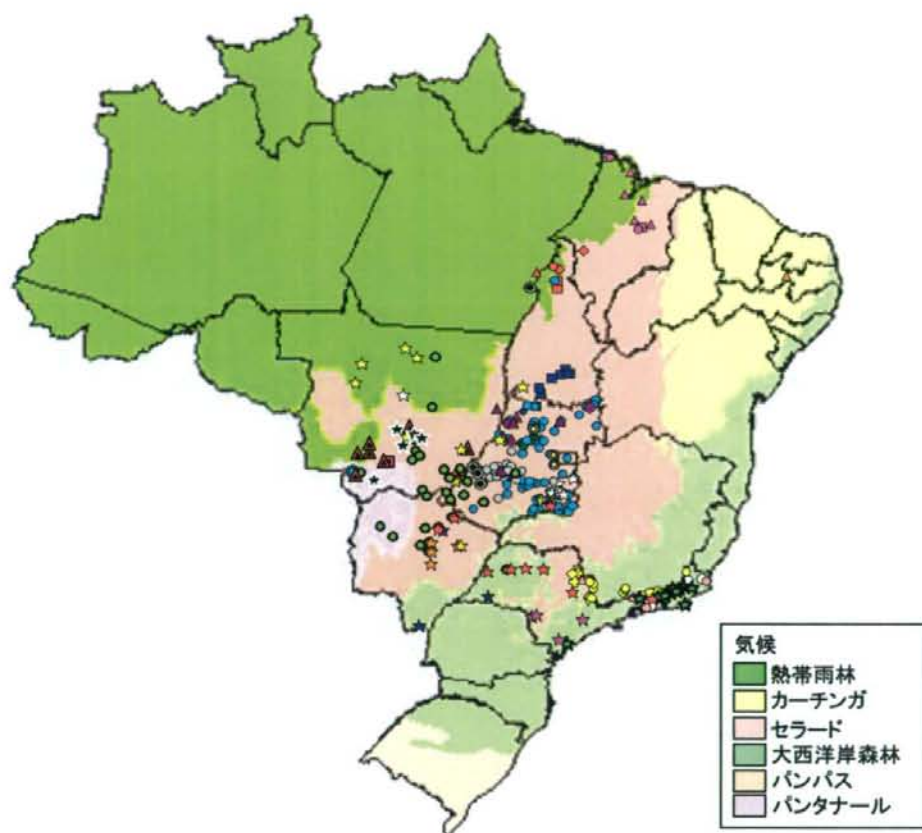 気候
熱帯雨林
カーチンガ
セラード
大西洋岸森林
パンパス
パンタナール